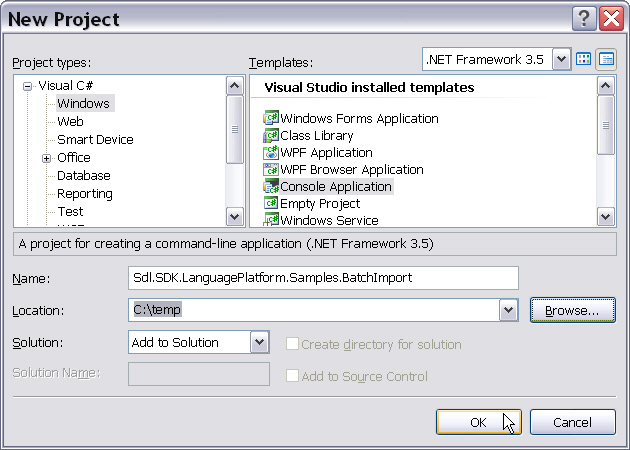 New Project
Project types:
Templates:
.NET Framework 3.5
Visual C#
Windows
Web
Smart Device
Office
Database
Reporting
Test
Visual Studio installed templates
Windows Forms Application
Class Library
WPF Application
WPF Browser Application
Console Application
Empty Project
Windows Service
A project for creating a command-line application (.NET Framework 3.5)
Name:
Sdl.SDK.LanguagePlatform.Samples.BatchImport
Location:
C:\temp
Browse...
Solution:
Add to Solution
Create directory for solution
Solution Name:
Add to Source Control
OK
Cancel